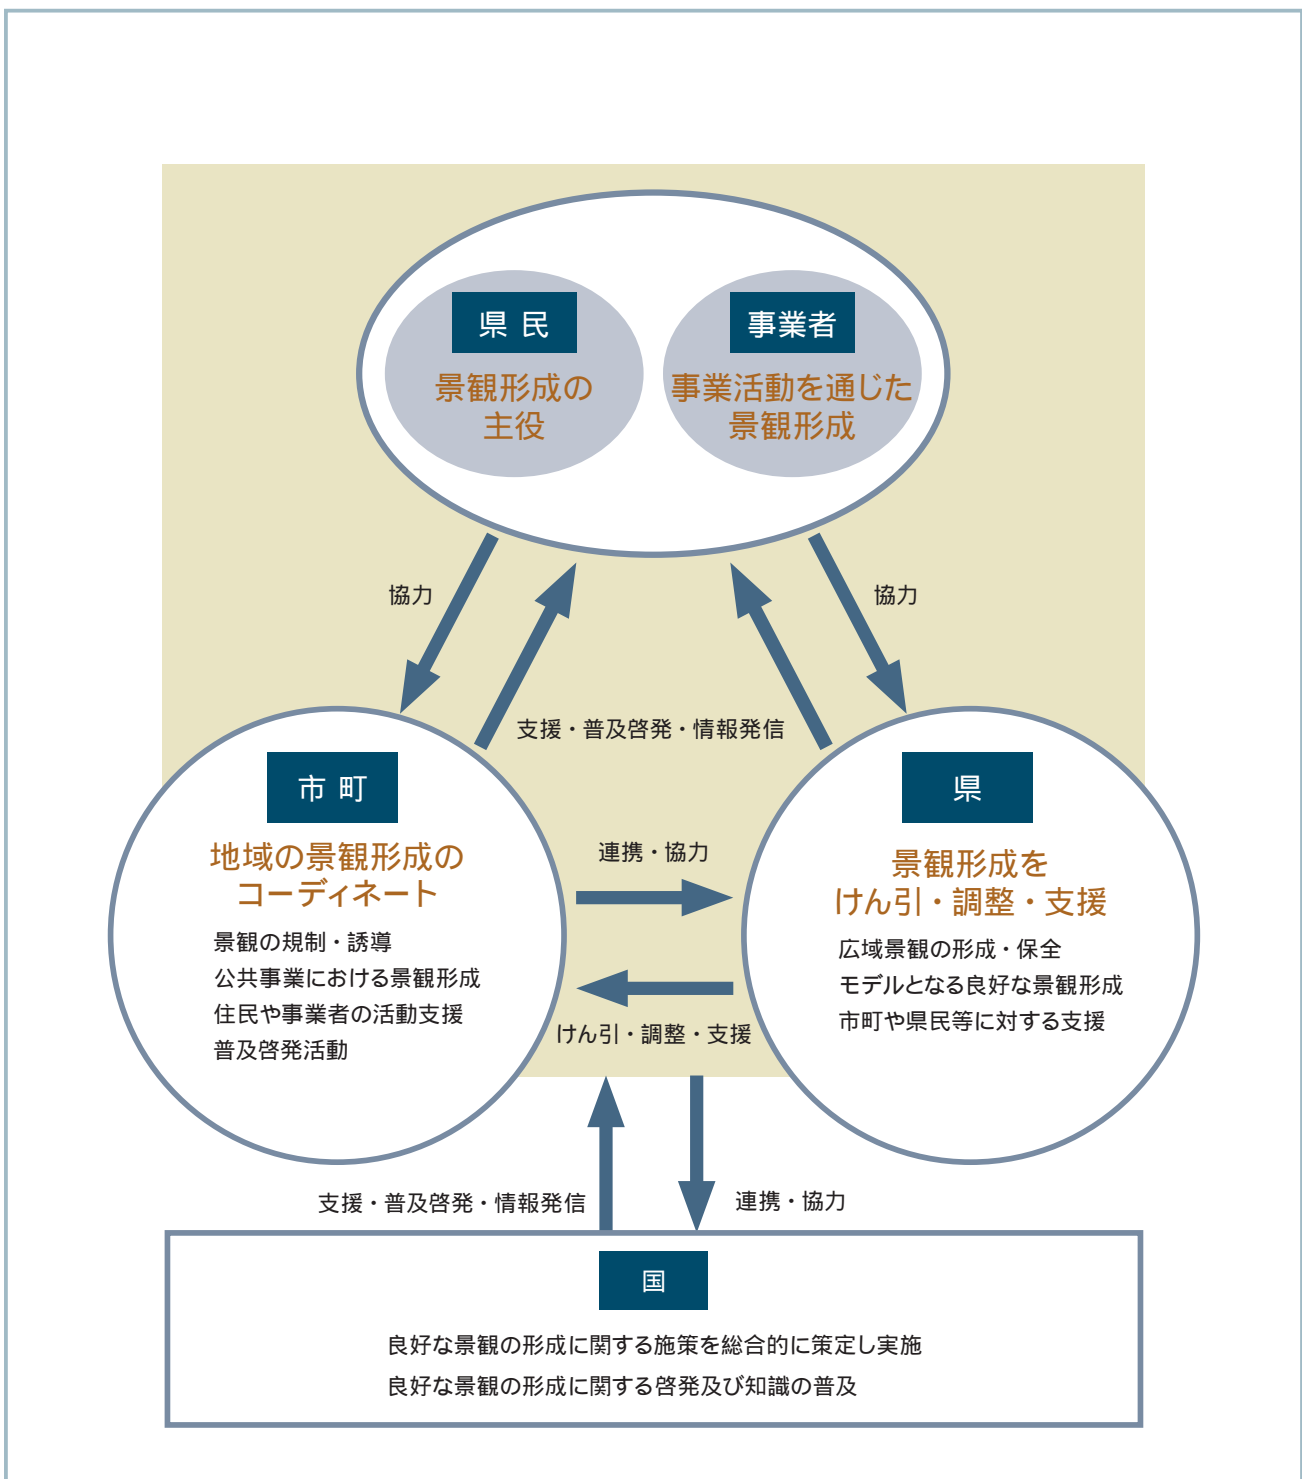 県民
景観形成の
主役
事業者
事業活動を通じた
景観形成
協力
協力
支援・普及啓発・情報発信
市町
地域の景観形成の
コーディネート
景観の規制・誘導
公共事業における景観形成
住民や事業者の活動支援
普及啓発活動
連携・協力
けん引・調整・支援
県
景観形成を
けん引・調整・支援
広域景観の形成・保全
モデルとなる良好な景観形成
市町や県民等に対する支援
支援・普及啓発・情報発信
連携・協力
国
良好な景観の形成に関する施策を総合的に策定し実施
良好な景観の形成に関する啓発及び知識の普及